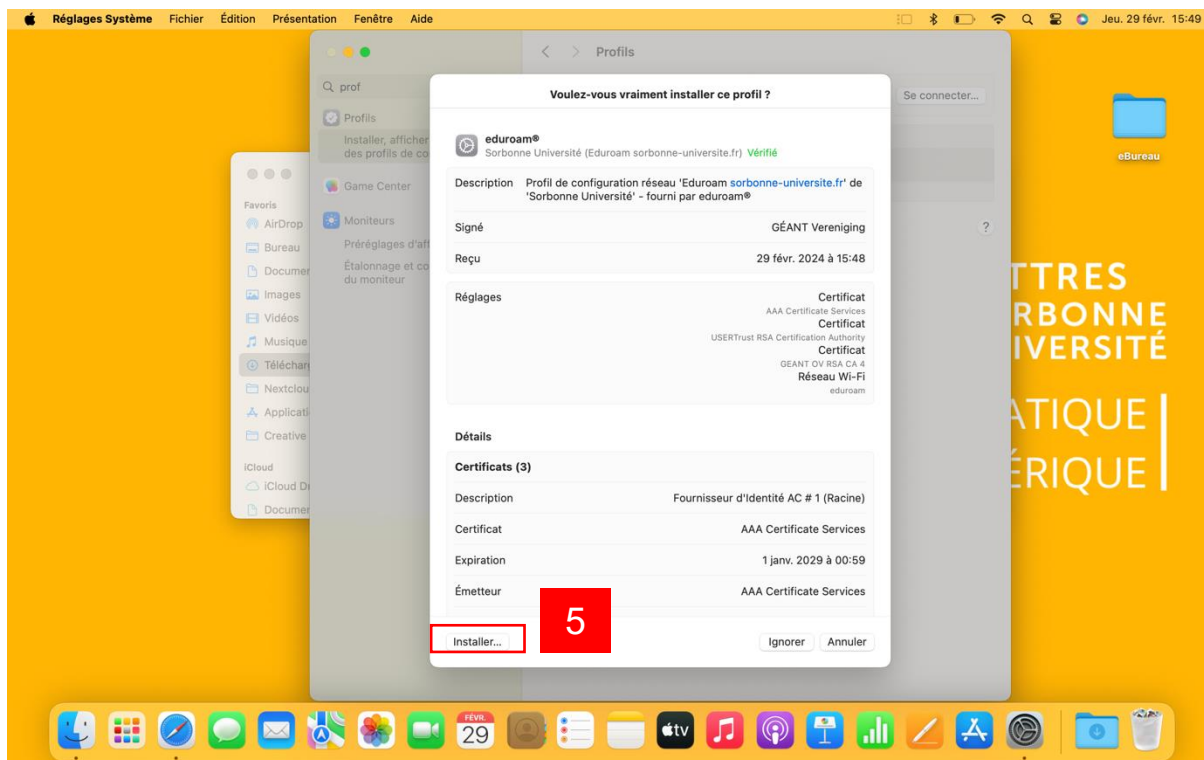 Réglages Système Fichier Édition Présentation Fenêtre Aide
Jeu. 29 févr. 15:49
Profils
prof
Se connecter...
Profils
Installer, afficher
des profils de co
Game Center
Moniteurs
Préréglages d'aff
Étalonnage et co
du moniteur
?
Favoris
AirDrop
Bureau
Documen
Images
Vidéos
Musique
Téléchar
Nextclou
Applicati
Creative
iCloud
iCloud Dr
Documen
Voulez-vous vraiment installer ce profil ?
eduroam®
Sorbonne Université (Eduroam sorbonne-universite.fr) Vérifié
Description Profil de configuration réseau 'Eduroam sorbonne-universite.fr' de
'Sorbonne Université' - fourni par eduroam®
Signé GÉANT Vereniging
Reçu 29 févr. 2024 à 15:48
Réglages Certificat
AAA Certificate Services
Certificat
USERTrust RSA Certification Authority
Certificat
GEANT OV RSA CA 4
Réseau Wi-Fi
eduroam
Détails
Certificats (3)
Description Fournisseur d'Identité AC # 1 (Racine)
Certificat AAA Certificate Services
Expiration 1 janv. 2029 à 00:59
Émetteur AAA Certificate Services
Installer... 5 Ignorer Annuler
eBureau
TTRES
RBONNE
IVERSITÉ
ATIQUE
ÉRIQUE
FÉVR.
29
tv